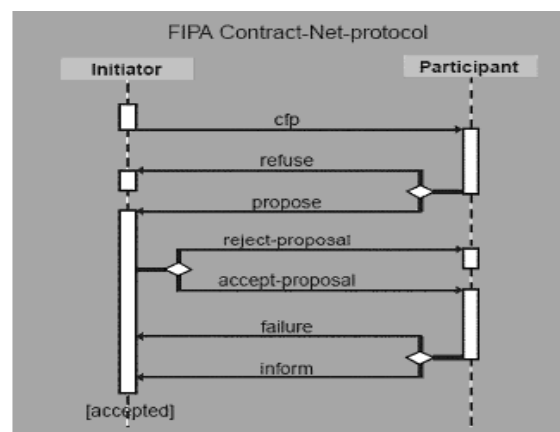 FIPA Contract-Net-protocol
Initiator
Participant
cfp
refuse
propose
reject-proposal
accept-proposal
failure
inform
[accepted]